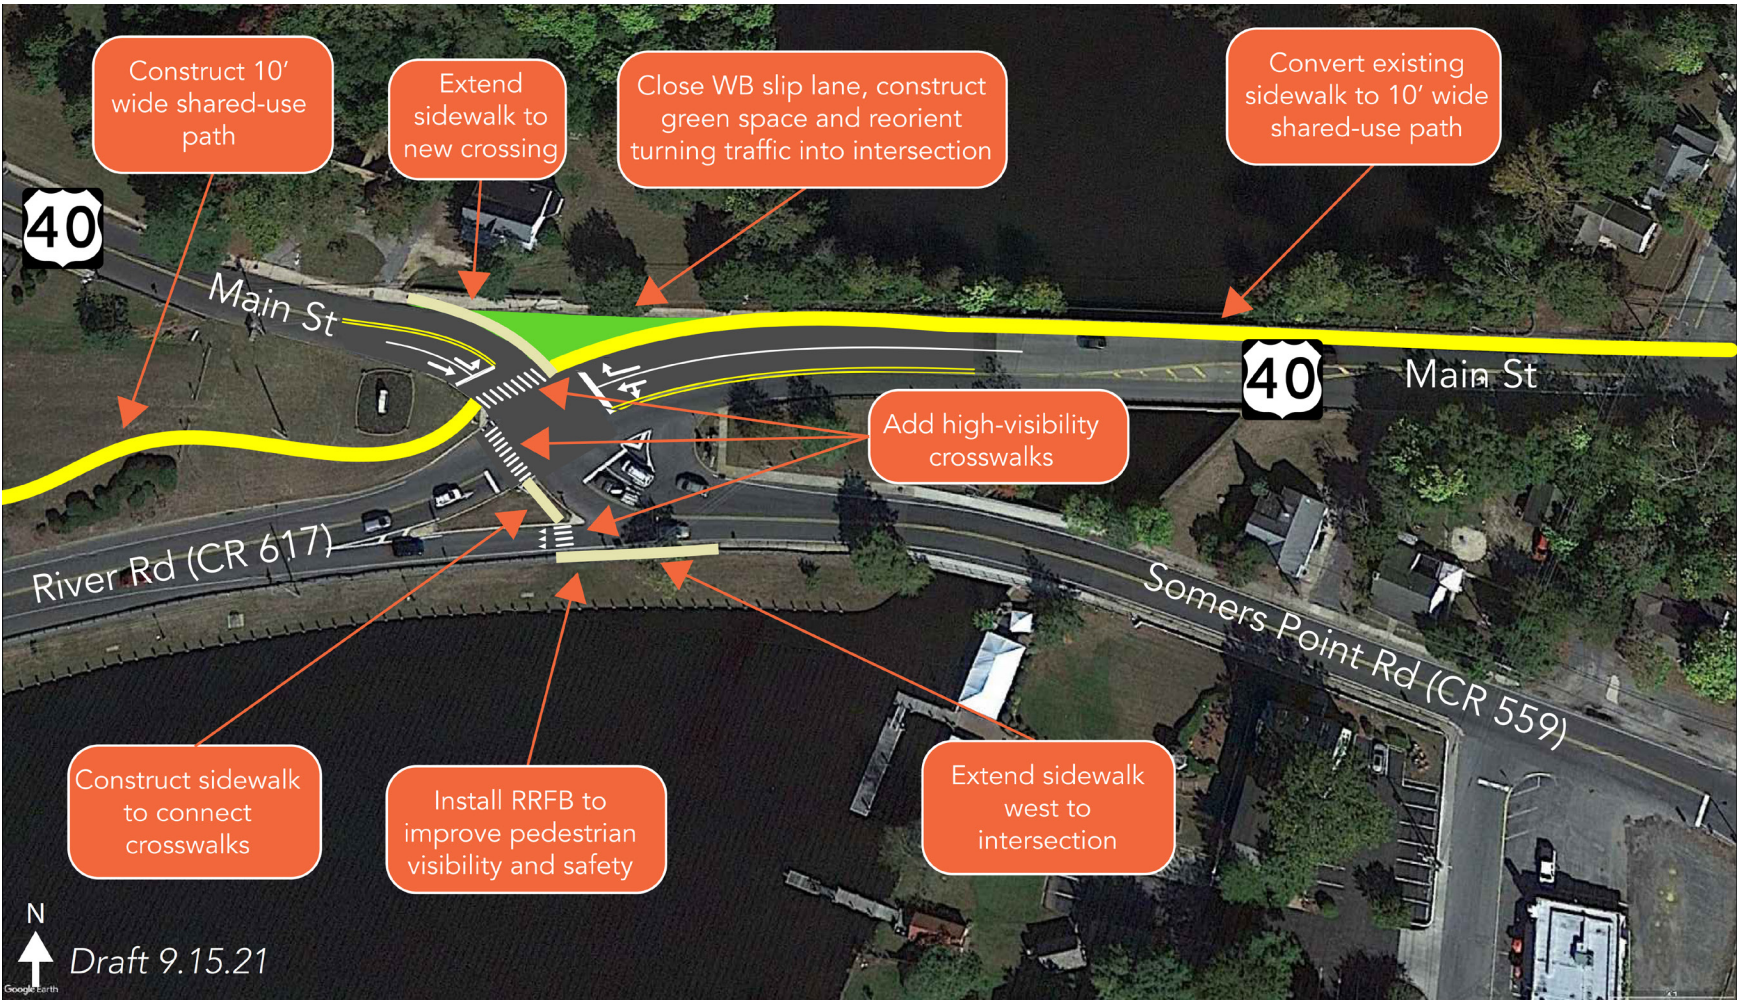 Construct 10’
wide shared-use
path
Extend
sidewalk to
new crossing
Close WB slip lane, construct
green space and reorient
turning traffic into intersection
Convert existing
sidewalk to 10’ wide
shared-use path
40
Main St
40
Main St
Add high-visibility
crosswalks
River Rd (CR 617)
Somers Point Rd (CR 559)
Construct sidewalk
to connect
crosswalks
Install RRFB to
improve pedestrian
visibility and safety
Extend sidewalk
west to
intersection
N
Draft 9.15.21
Google Earth